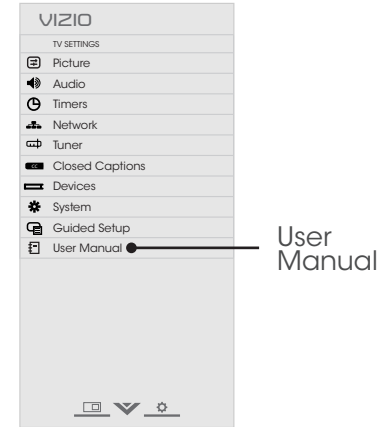 VIZIO
TV SETTINGS
Picture
Audio
Timers
Network
Tuner
CC Closed Captions
Devices
System
Guided Setup
User Manual
User
Manual